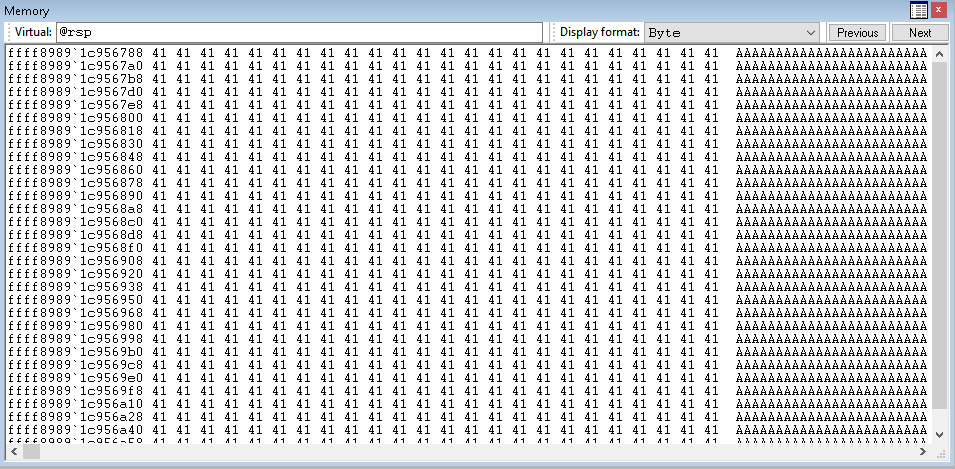 Memory
Virtual: @rsp Display format: Byte Previous Next
ffff8989`1c956788 41 41 41 41 41 41 41 41 41 41 41 41 41 41 41 41 41 41 41 41 41 41 41 41 AAAAAAAAAAAAAAAAAAAAAAAA
ffff8989`1c9567a0 41 41 41 41 41 41 41 41 41 41 41 41 41 41 41 41 41 41 41 41 41 41 41 41 AAAAAAAAAAAAAAAAAAAAAAAA
ffff8989`1c9567b8 41 41 41 41 41 41 41 41 41 41 41 41 41 41 41 41 41 41 41 41 41 41 41 41 AAAAAAAAAAAAAAAAAAAAAAAA
ffff8989`1c9567d0 41 41 41 41 41 41 41 41 41 41 41 41 41 41 41 41 41 41 41 41 41 41 41 41 AAAAAAAAAAAAAAAAAAAAAAAA
ffff8989`1c9567e8 41 41 41 41 41 41 41 41 41 41 41 41 41 41 41 41 41 41 41 41 41 41 41 41 AAAAAAAAAAAAAAAAAAAAAAAA
ffff8989`1c956800 41 41 41 41 41 41 41 41 41 41 41 41 41 41 41 41 41 41 41 41 41 41 41 41 AAAAAAAAAAAAAAAAAAAAAAAA
ffff8989`1c956818 41 41 41 41 41 41 41 41 41 41 41 41 41 41 41 41 41 41 41 41 41 41 41 41 AAAAAAAAAAAAAAAAAAAAAAAA
ffff8989`1c956830 41 41 41 41 41 41 41 41 41 41 41 41 41 41 41 41 41 41 41 41 41 41 41 41 AAAAAAAAAAAAAAAAAAAAAAAA
ffff8989`1c956848 41 41 41 41 41 41 41 41 41 41 41 41 41 41 41 41 41 41 41 41 41 41 41 41 AAAAAAAAAAAAAAAAAAAAAAAA
ffff8989`1c956860 41 41 41 41 41 41 41 41 41 41 41 41 41 41 41 41 41 41 41 41 41 41 41 41 AAAAAAAAAAAAAAAAAAAAAAAA
ffff8989`1c956878 41 41 41 41 41 41 41 41 41 41 41 41 41 41 41 41 41 41 41 41 41 41 41 41 AAAAAAAAAAAAAAAAAAAAAAAA
ffff8989`1c956890 41 41 41 41 41 41 41 41 41 41 41 41 41 41 41 41 41 41 41 41 41 41 41 41 AAAAAAAAAAAAAAAAAAAAAAAA
ffff8989`1c9568a8 41 41 41 41 41 41 41 41 41 41 41 41 41 41 41 41 41 41 41 41 41 41 41 41 AAAAAAAAAAAAAAAAAAAAAAAA
ffff8989`1c9568c0 41 41 41 41 41 41 41 41 41 41 41 41 41 41 41 41 41 41 41 41 41 41 41 41 AAAAAAAAAAAAAAAAAAAAAAAA
ffff8989`1c9568d8 41 41 41 41 41 41 41 41 41 41 41 41 41 41 41 41 41 41 41 41 41 41 41 41 AAAAAAAAAAAAAAAAAAAAAAAA
ffff8989`1c9568f0 41 41 41 41 41 41 41 41 41 41 41 41 41 41 41 41 41 41 41 41 41 41 41 41 AAAAAAAAAAAAAAAAAAAAAAAA
ffff8989`1c956908 41 41 41 41 41 41 41 41 41 41 41 41 41 41 41 41 41 41 41 41 41 41 41 41 AAAAAAAAAAAAAAAAAAAAAAAA
ffff8989`1c956920 41 41 41 41 41 41 41 41 41 41 41 41 41 41 41 41 41 41 41 41 41 41 41 41 AAAAAAAAAAAAAAAAAAAAAAAA
ffff8989`1c956938 41 41 41 41 41 41 41 41 41 41 41 41 41 41 41 41 41 41 41 41 41 41 41 41 AAAAAAAAAAAAAAAAAAAAAAAA
ffff8989`1c956950 41 41 41 41 41 41 41 41 41 41 41 41 41 41 41 41 41 41 41 41 41 41 41 41 AAAAAAAAAAAAAAAAAAAAAAAA
ffff8989`1c956968 41 41 41 41 41 41 41 41 41 41 41 41 41 41 41 41 41 41 41 41 41 41 41 41 AAAAAAAAAAAAAAAAAAAAAAAA
ffff8989`1c956980 41 41 41 41 41 41 41 41 41 41 41 41 41 41 41 41 41 41 41 41 41 41 41 41 AAAAAAAAAAAAAAAAAAAAAAAA
ffff8989`1c956998 41 41 41 41 41 41 41 41 41 41 41 41 41 41 41 41 41 41 41 41 41 41 41 41 AAAAAAAAAAAAAAAAAAAAAAAA
ffff8989`1c9569b0 41 41 41 41 41 41 41 41 41 41 41 41 41 41 41 41 41 41 41 41 41 41 41 41 AAAAAAAAAAAAAAAAAAAAAAAA
ffff8989`1c9569c8 41 41 41 41 41 41 41 41 41 41 41 41 41 41 41 41 41 41 41 41 41 41 41 41 AAAAAAAAAAAAAAAAAAAAAAAA
ffff8989`1c9569e0 41 41 41 41 41 41 41 41 41 41 41 41 41 41 41 41 41 41 41 41 41 41 41 41 AAAAAAAAAAAAAAAAAAAAAAAA
ffff8989`1c9569f8 41 41 41 41 41 41 41 41 41 41 41 41 41 41 41 41 41 41 41 41 41 41 41 41 AAAAAAAAAAAAAAAAAAAAAAAA
ffff8989`1c956a10 41 41 41 41 41 41 41 41 41 41 41 41 41 41 41 41 41 41 41 41 41 41 41 41 AAAAAAAAAAAAAAAAAAAAAAAA
ffff8989`1c956a28 41 41 41 41 41 41 41 41 41 41 41 41 41 41 41 41 41 41 41 41 41 41 41 41 AAAAAAAAAAAAAAAAAAAAAAAA
ffff8989`1c956a40 41 41 41 41 41 41 41 41 41 41 41 41 41 41 41 41 41 41 41 41 41 41 41 41 AAAAAAAAAAAAAAAAAAAAAAAA